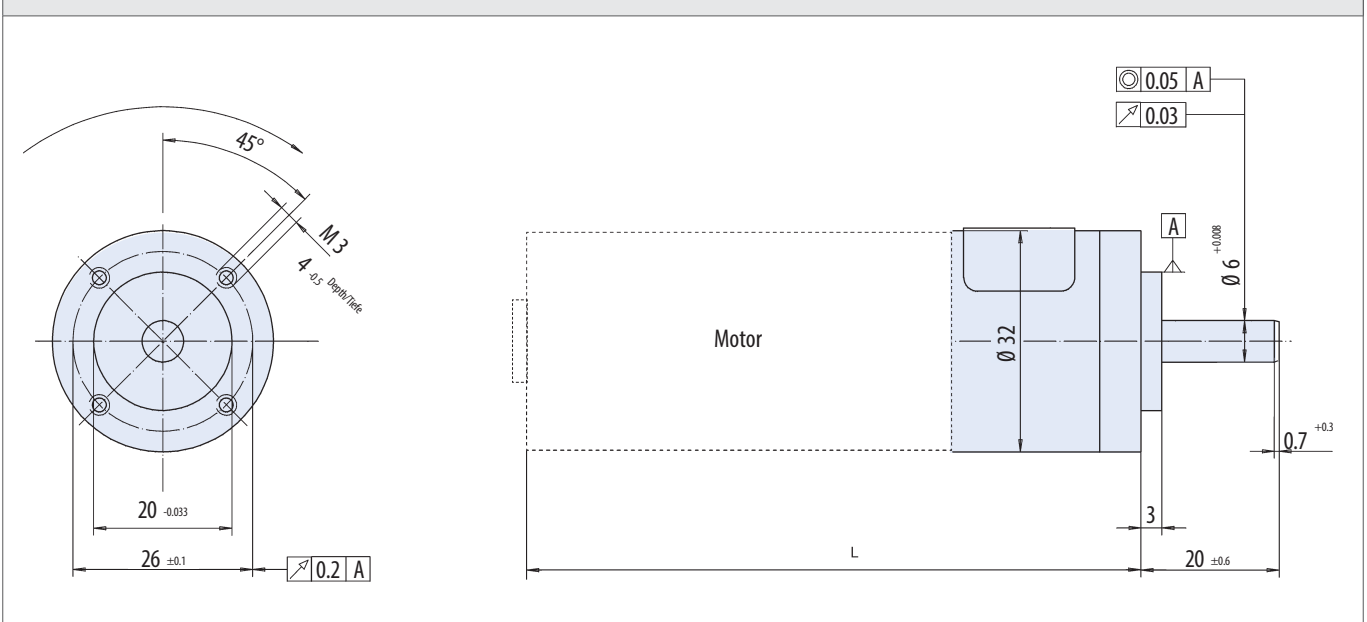 45°
M 3
4 -0.5 Depth/Tiefe
20 -0.033
26 ±0.1
0.2 A
Motor
Ø 32
L
0.05 A
0.03
A
Ø 6 +0.008
0.7 +0.3
3
20 ±0.6